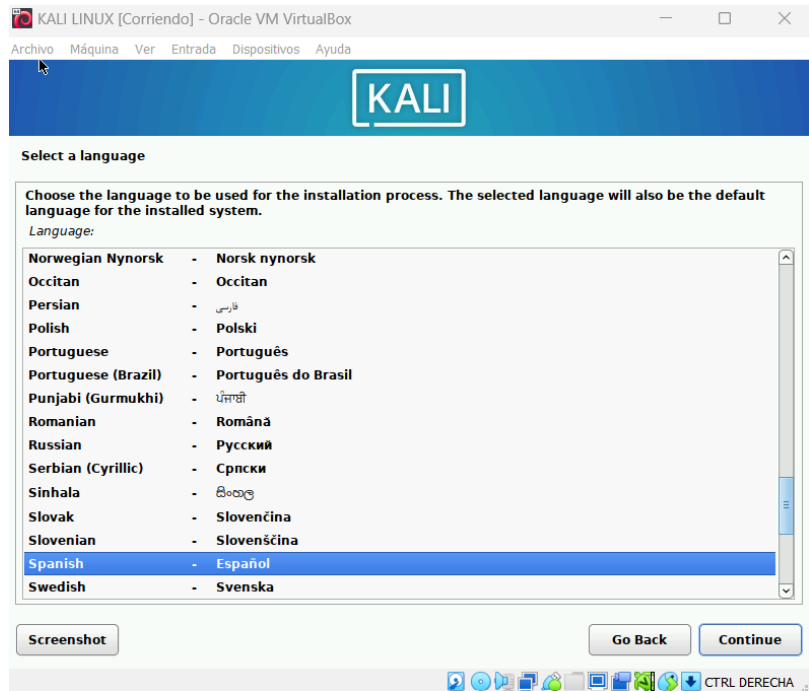 KALI LINUX [Corriendo] - Oracle VM VirtualBox
Archivo Máquina Ver Entrada Dispositivos Ayuda
KALI
Select a language
Choose the language to be used for the installation process. The selected language will also be the default
language for the installed system.
Language:
Norwegian Nynorsk - Norsk nynorsk
Occitan - Occitan
Persian - فارسی
Polish - Polski
Portuguese - Português
Portuguese (Brazil) - Português do Brasil
Punjabi (Gurmukhi) - ਪੰਜਾਬੀ
Romanian - Română
Russian - Русский
Serbian (Cyrillic) - Српски
Sinhala - සිංහල
Slovak - Slovenčina
Slovenian - Slovenščina
Spanish - Español
Swedish - Svenska
Screenshot Go Back Continue
CTRL DERECHA